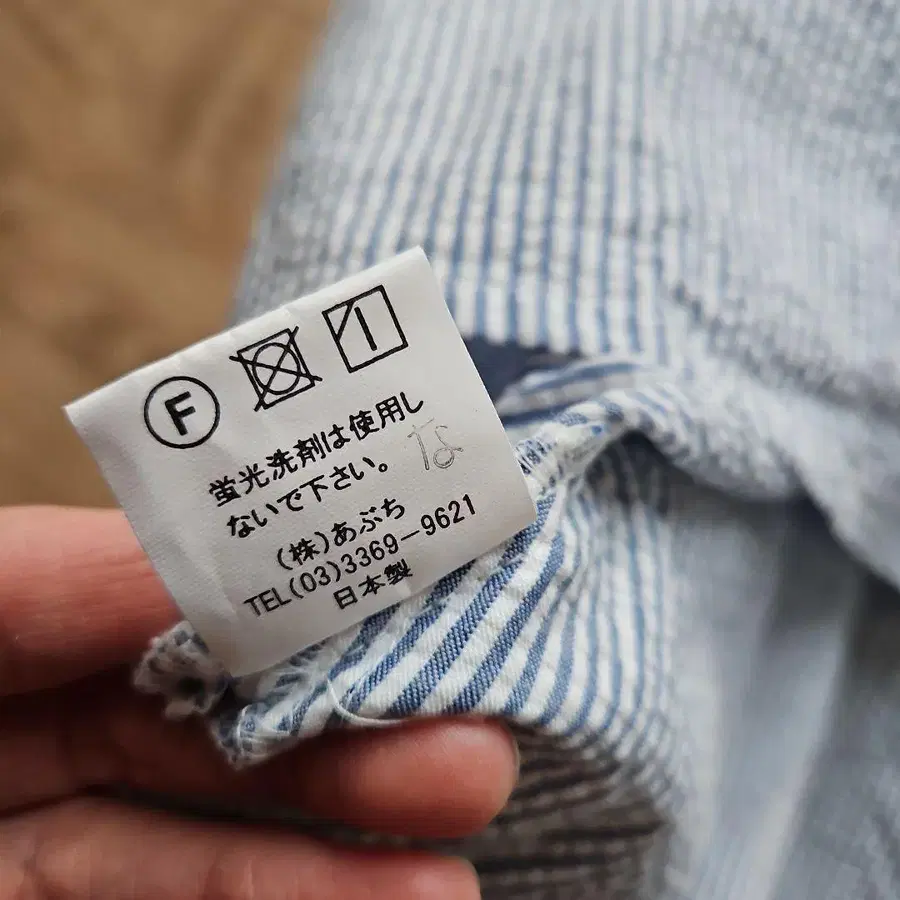 F
蛍光洗剤は使用し
ないで下さい。
な
(株)あぶち
TEL(03)3369-9621
日本製